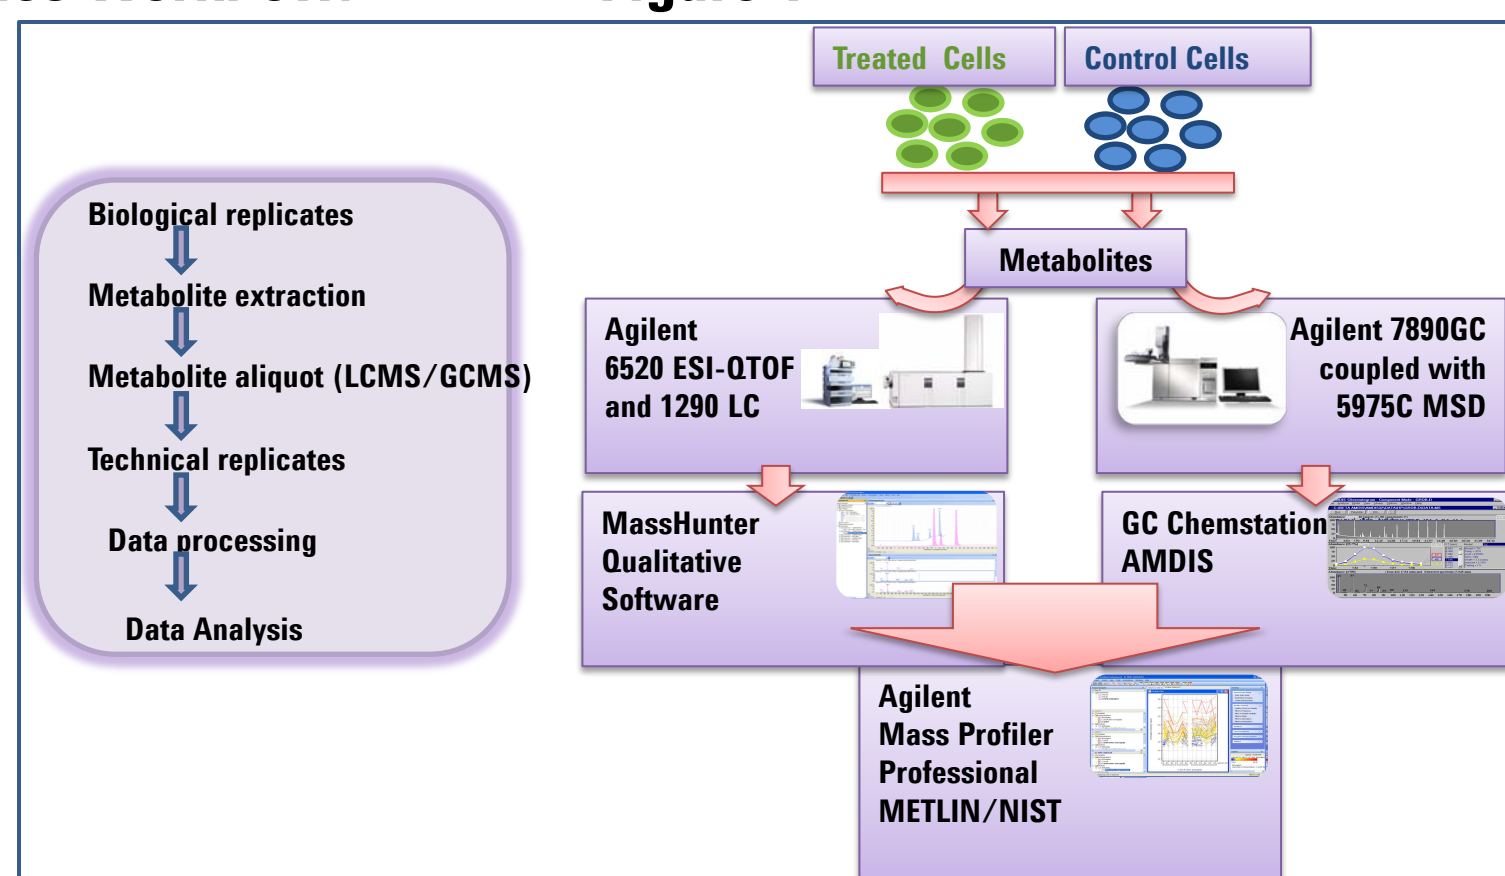 Treated Cells
Control Cells
Biological replicates
Metabolite extraction
Metabolite aliquot (LCMS/GCMS)
Technical replicates
Data processing
Data Analysis
Metabolites
Agilent
6520 ESI-QTOF
and 1290 LC
Agilent 7890GC
coupled with
5975C MSD
MassHunter
Qualitative
Software
GC Chemstation
AMDIS
Agilent
Mass Profiler
Professional
METLIN/NIST